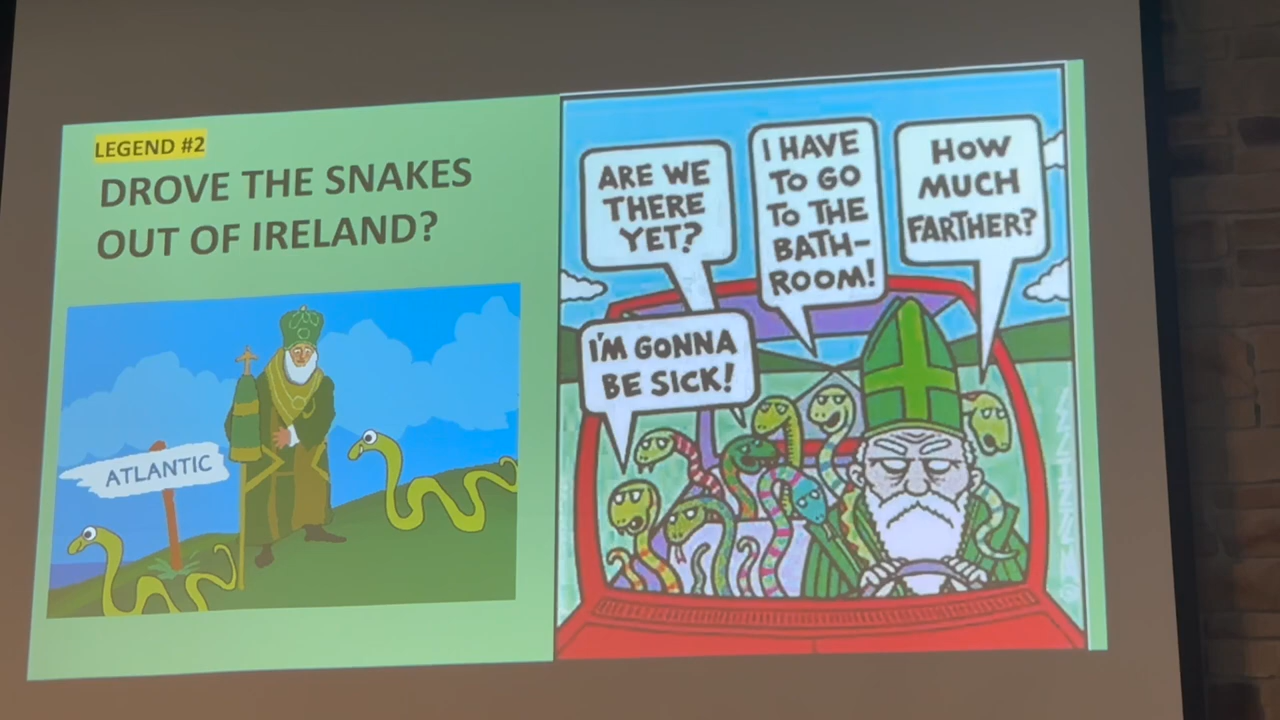 LEGEND #2
DROVE THE SNAKES
OUT OF IRELAND?
ATLANTIC
ARE WE
THERE
YET?
I HAVE
TO GO
TO THE
BATH-
ROOM!
HOW
MUCH
FARTHER?
I'M GONNA
BE SICK!